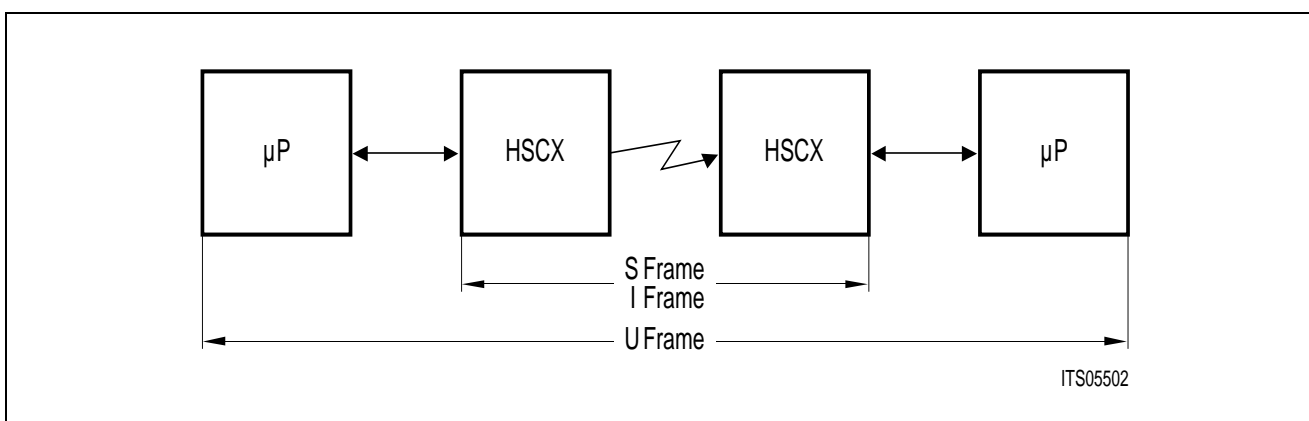 µP
HSCX
HSCX
µP
S Frame
I Frame
U Frame
ITS05502